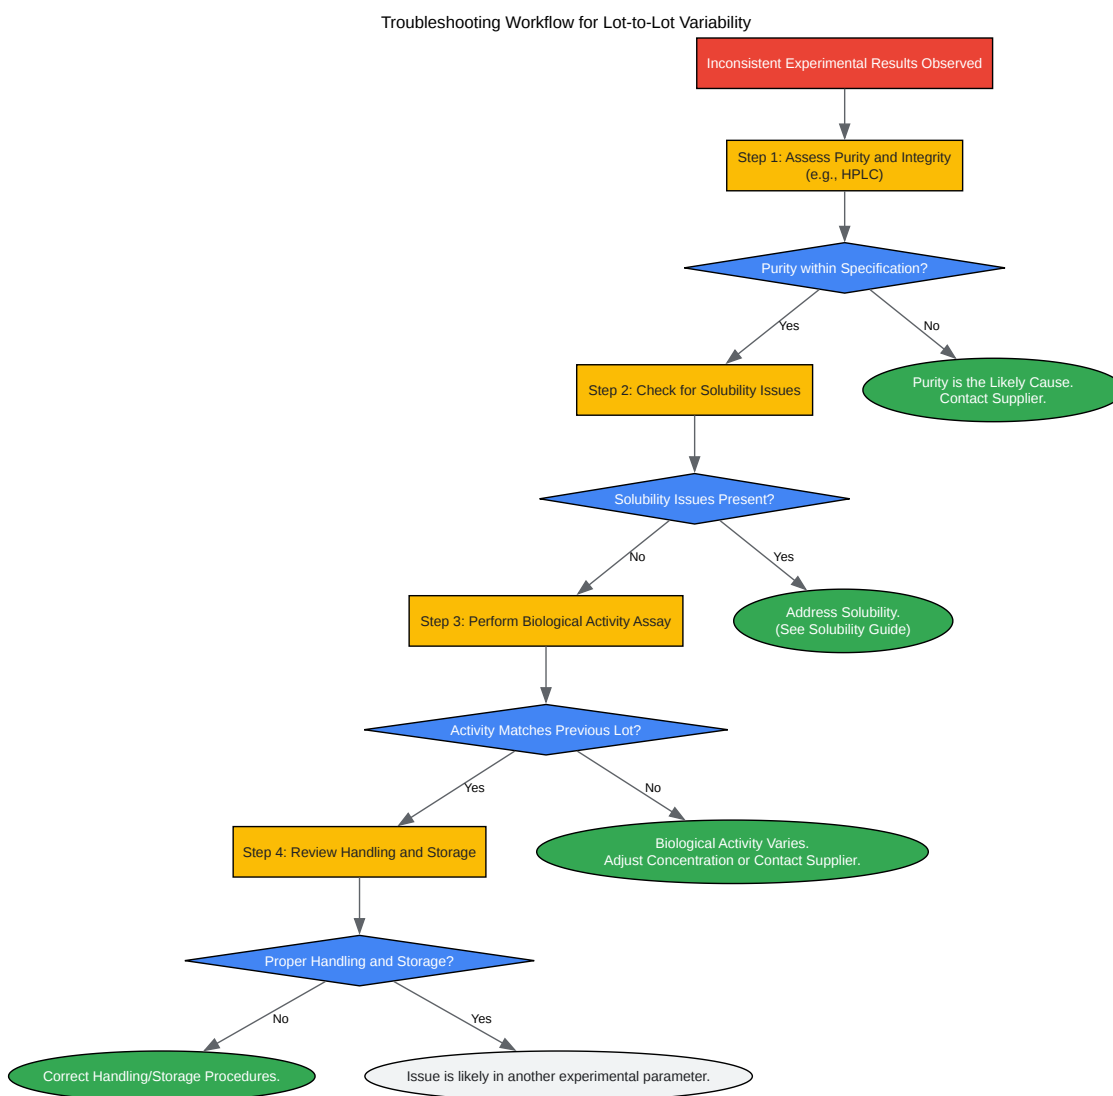 Troubleshooting Workflow for Lot-to-Lot Variability
Inconsistent Experimental Results Observed
Step 1: Assess Purity and Integrity
(e.g., HPLC)
Purity within Specification?
Yes
No
Step 2: Check for Solubility Issues
Purity is the Likely Cause.
Contact Supplier.
Solubility Issues Present?
No
Yes
Step 3: Perform Biological Activity Assay
Address Solubility.
(See Solubility Guide)
Activity Matches Previous Lot?
Yes
No
Step 4: Review Handling and Storage
Biological Activity Varies.
Adjust Concentration or Contact Supplier.
Proper Handling and Storage?
No
Yes
Correct Handling/Storage Procedures.
Issue is likely in another experimental parameter.